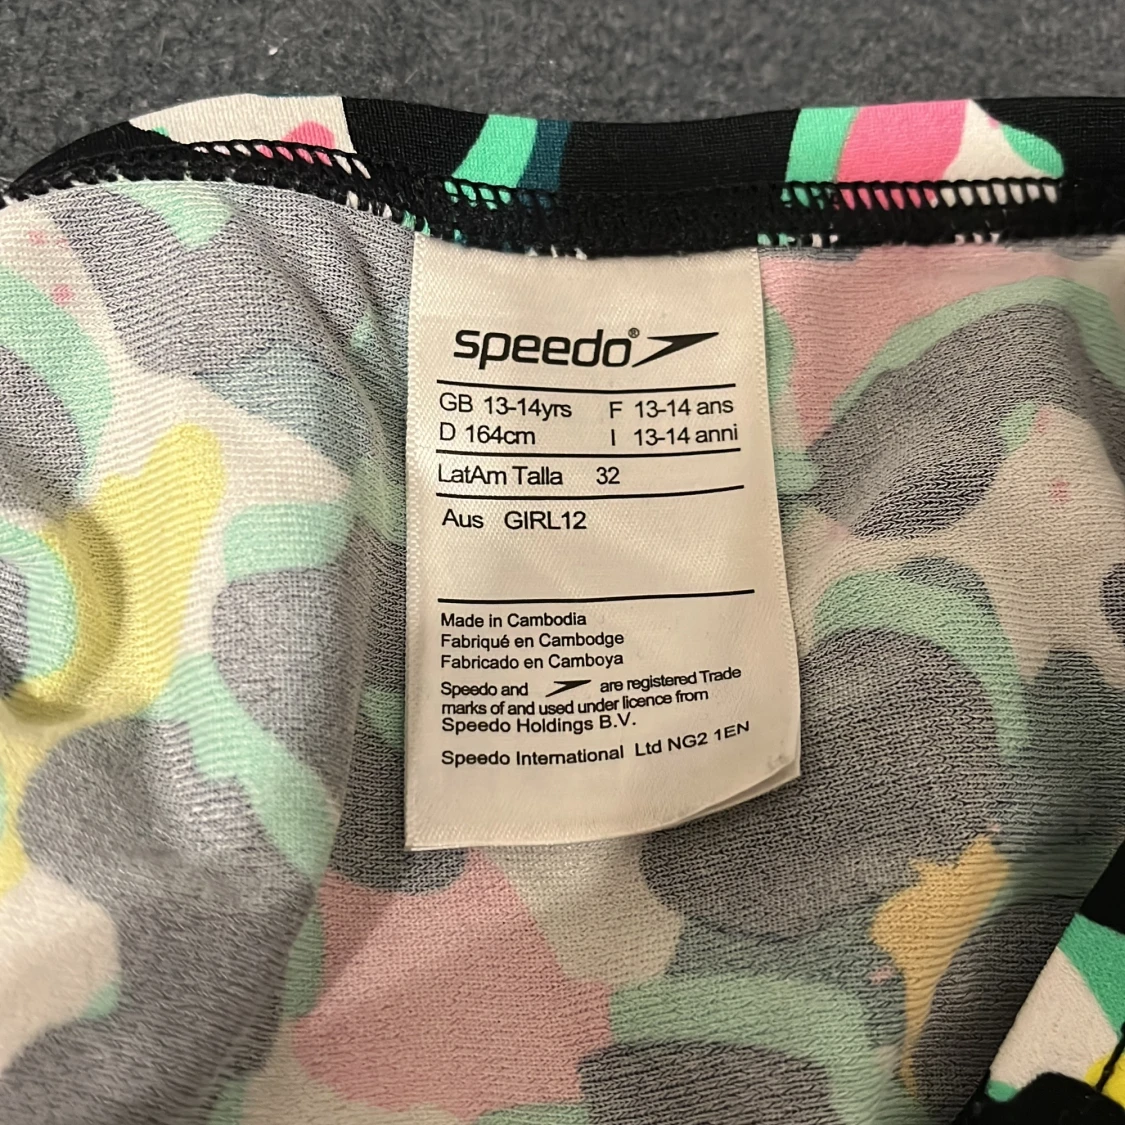 speedo®
GB 13-14yrs F 13-14 ans
D 164cm I 13-14 anni
LatAm Talla 32
Aus GIRL12
Made in Cambodia
Fabriqué en Cambodge
Fabricado en Camboya
Speedo and are registered Trade
marks of and used under licence from
Speedo Holdings B.V.
Speedo International Ltd NG2 1EN